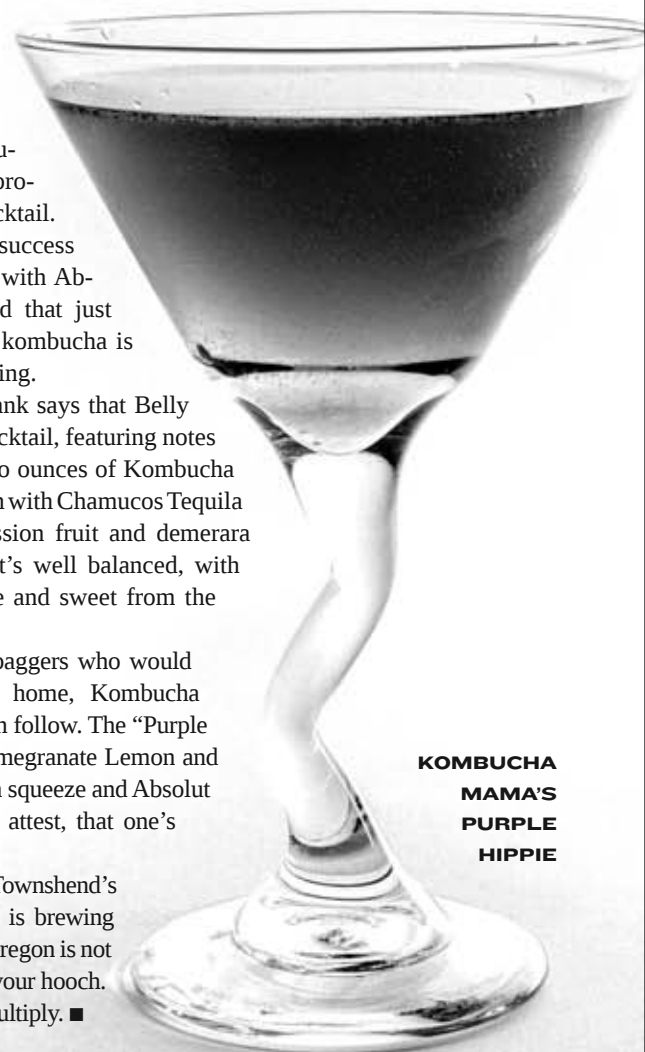 u-
pro-
cktail.
success
with Ab-
d that just
kombucha is
ing.
ank says that Belly
cktail, featuring notes
o ounces of Kombucha
n with Chamucos Tequila
ssion fruit and demerara
t's well balanced, with
e and sweet from the
baggers who would
home, Kombucha
n follow. The “Purple
megranate Lemon and
n squeeze and Absolut
attest, that one's
Townshend's
is brewing
regon is not
your hooch.
ultiply. ■
KOMBUCHA
MAMA'S
PURPLE
HIPPIE